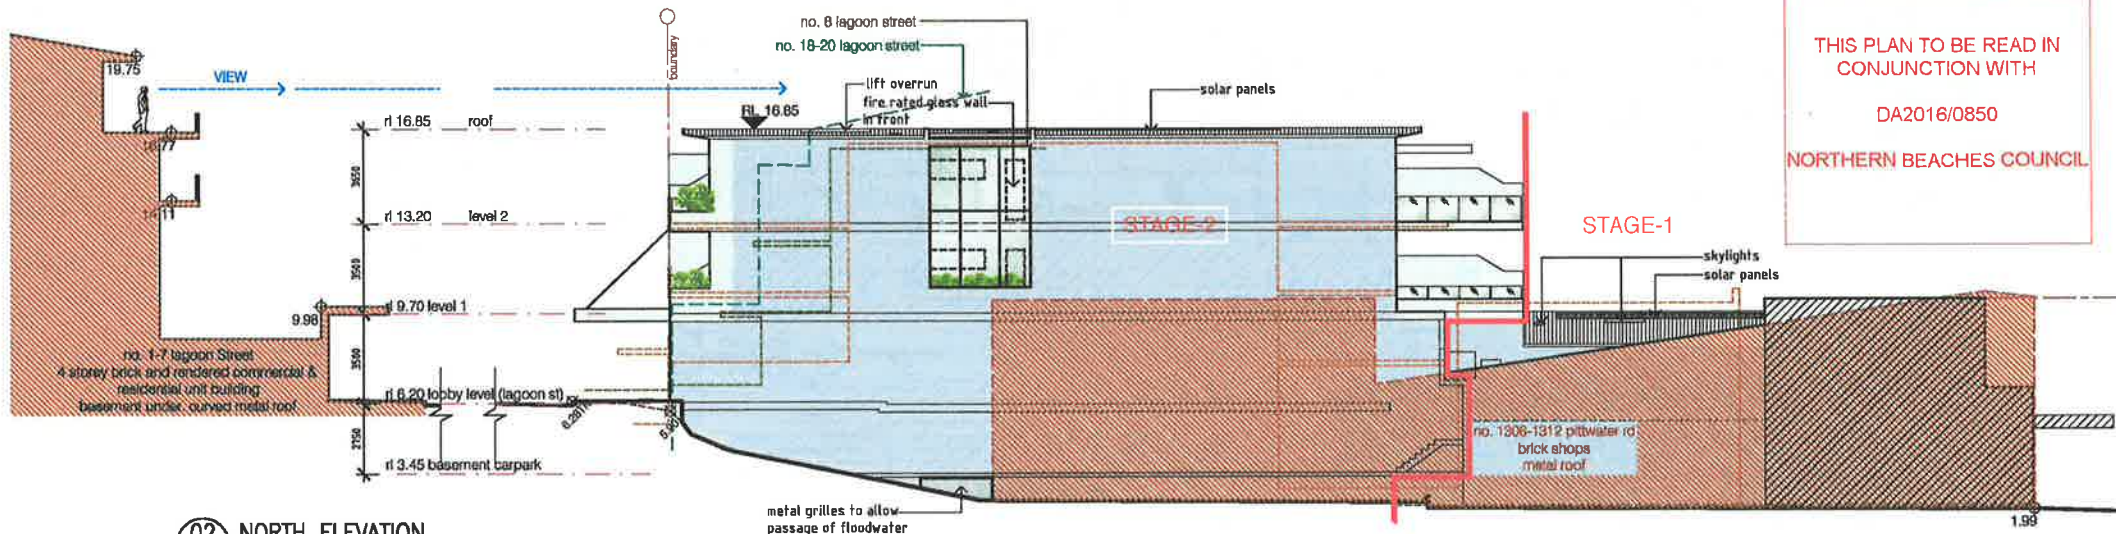 19.75
VIEW
16.77
14.11
boundary
no. 8 lagoon street
no. 18-20 lagoon street
lift overrun
fire rated glass wall
in front
solar panels
RL 16.85
rl 16.85 roof
3650
rl 13.20 level 2
3500
rl 9.70 level 1
9.98
3500
no. 1-7 lagoon Street
4 storey brick and rendered commercial &
residential unit building
basement under. curved metal roof
rl 6.20 lobby level (lagoon st)
2750
rl 3.45 basement carpark
STAGE-2
STAGE-1
skylights
solar panels
no. 1306-1312 pittwater rd
brick shops
metal roof
metal grilles to allow
passage of floodwater
1.99
02 NORTH ELEVATION
THIS PLAN TO BE READ IN
CONJUNCTION WITH
DA2016/0850
NORTHERN BEACHES COUNCIL